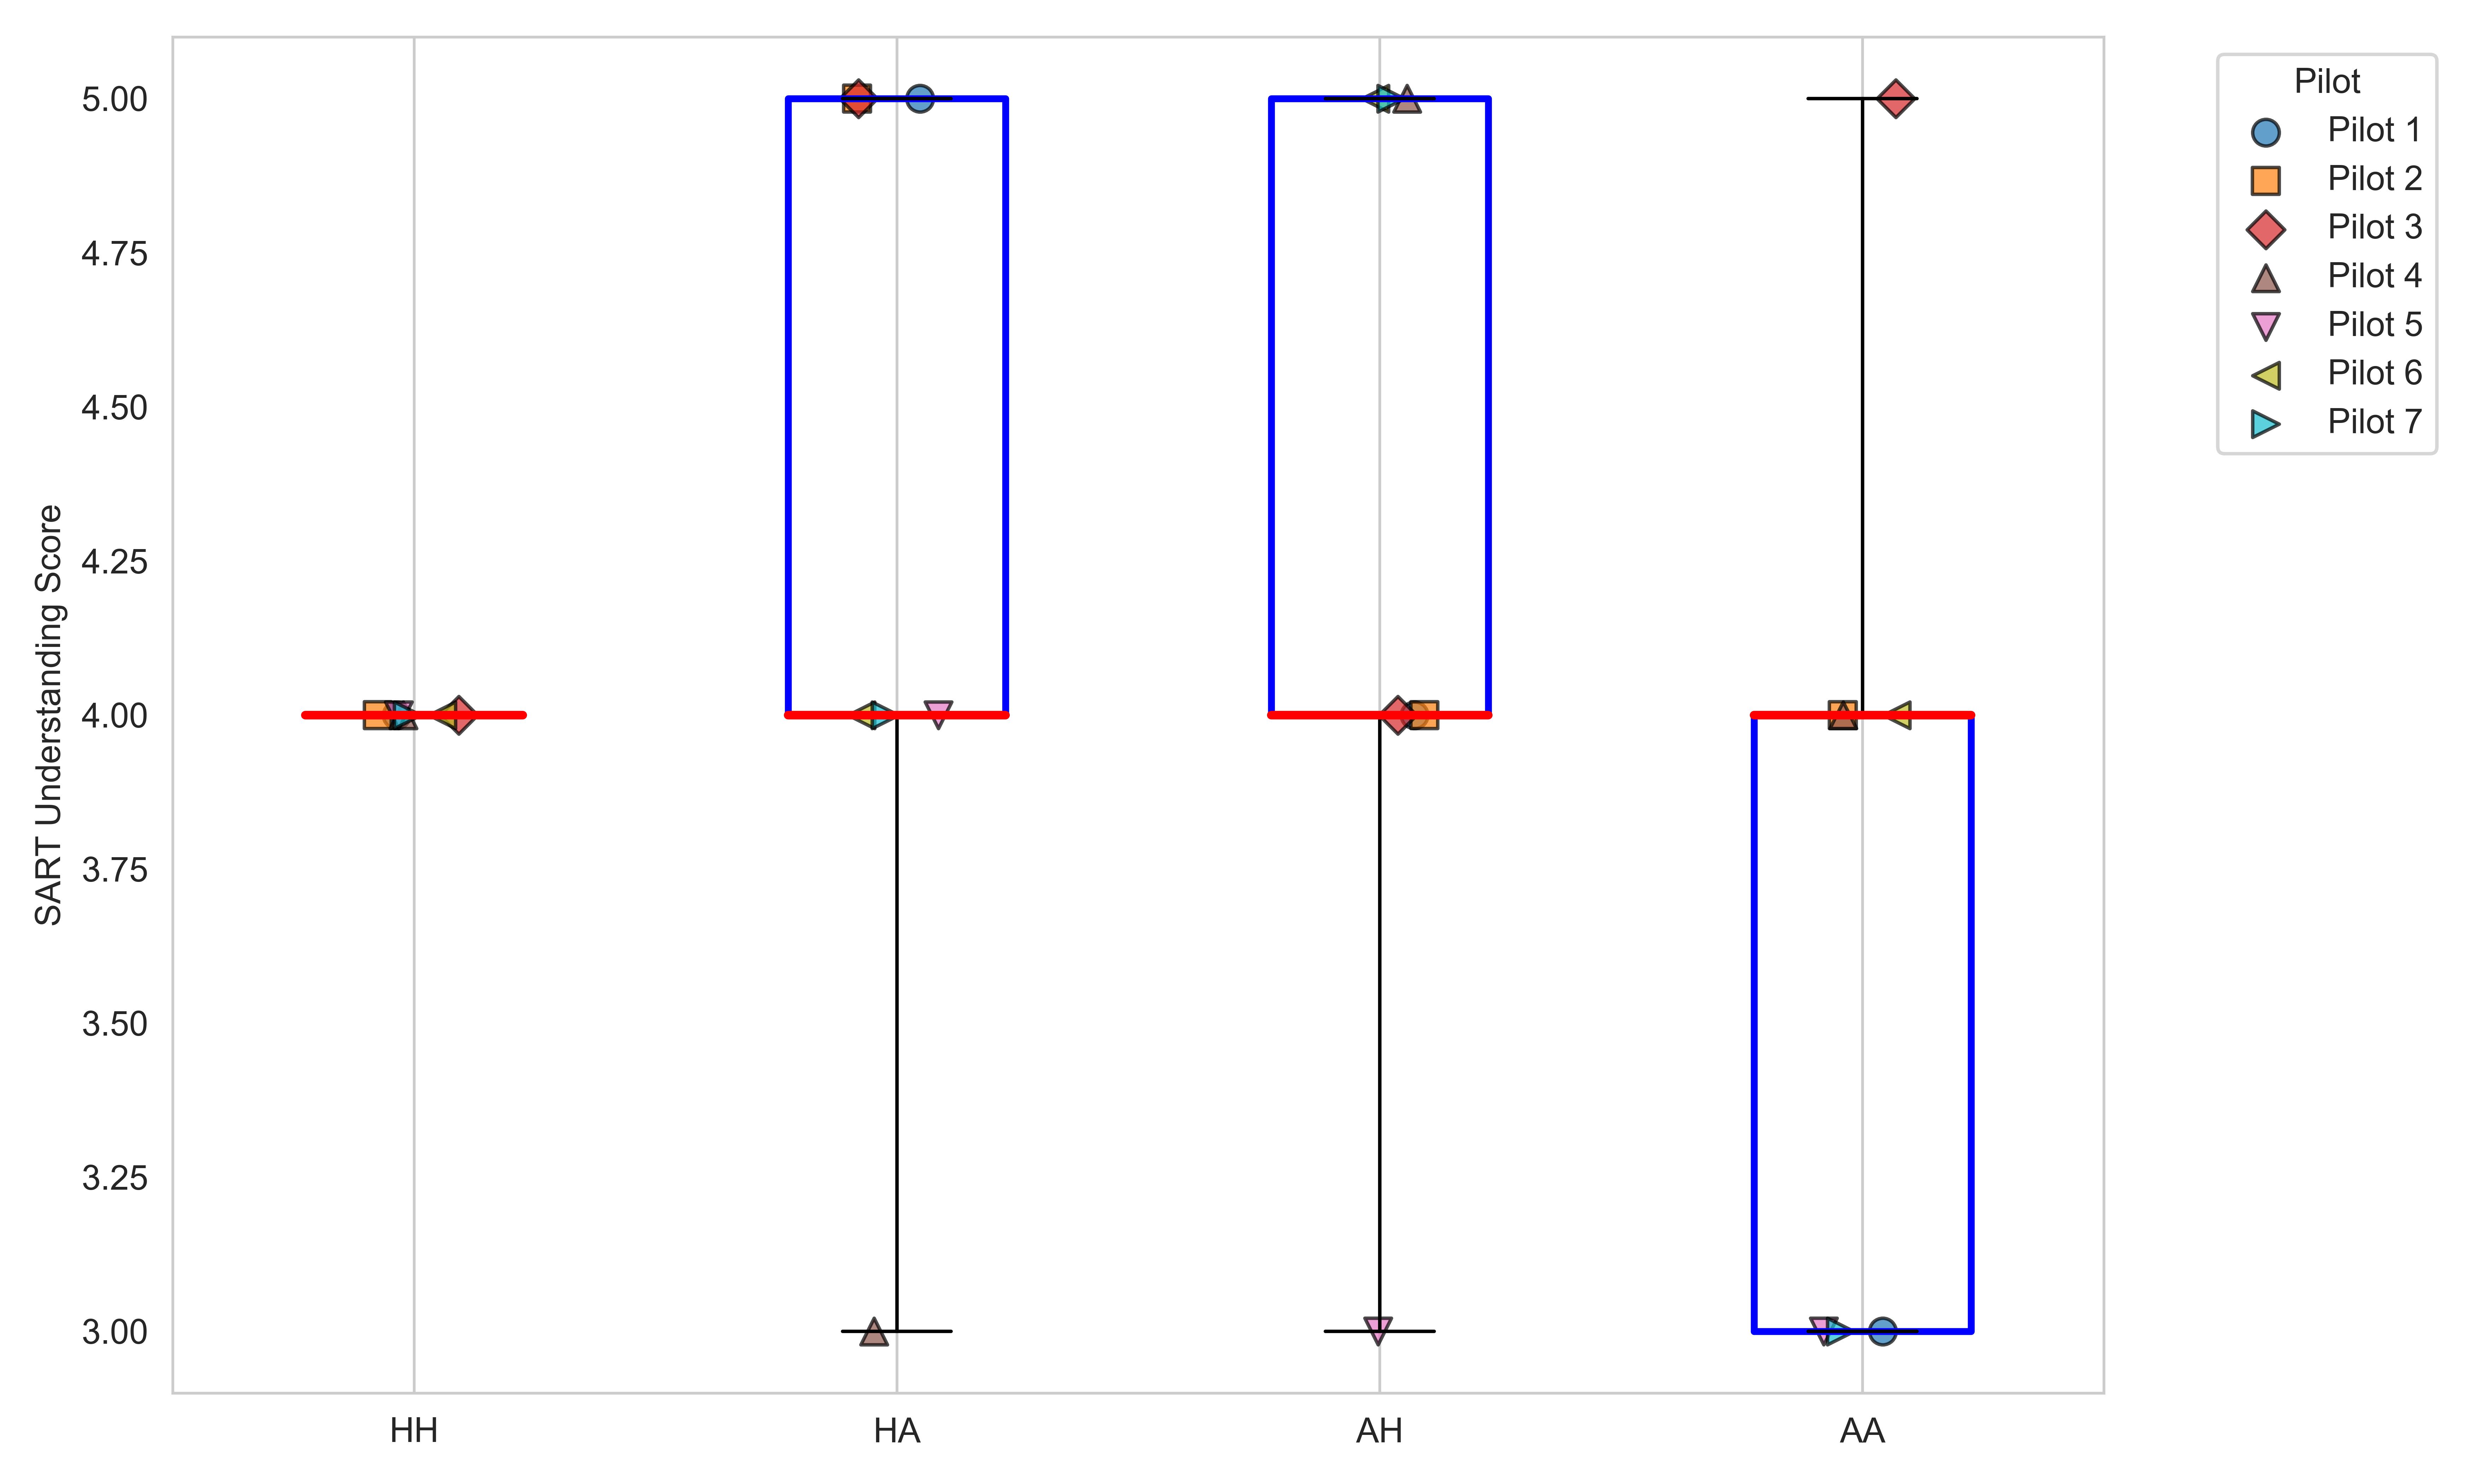 SART Understanding Score
5.00
4.75
4.50
4.25
4.00
3.75
3.50
3.25
3.00
HH HA AH AA
Pilot
Pilot 1
Pilot 2
Pilot 3
Pilot 4
Pilot 5
Pilot 6
Pilot 7